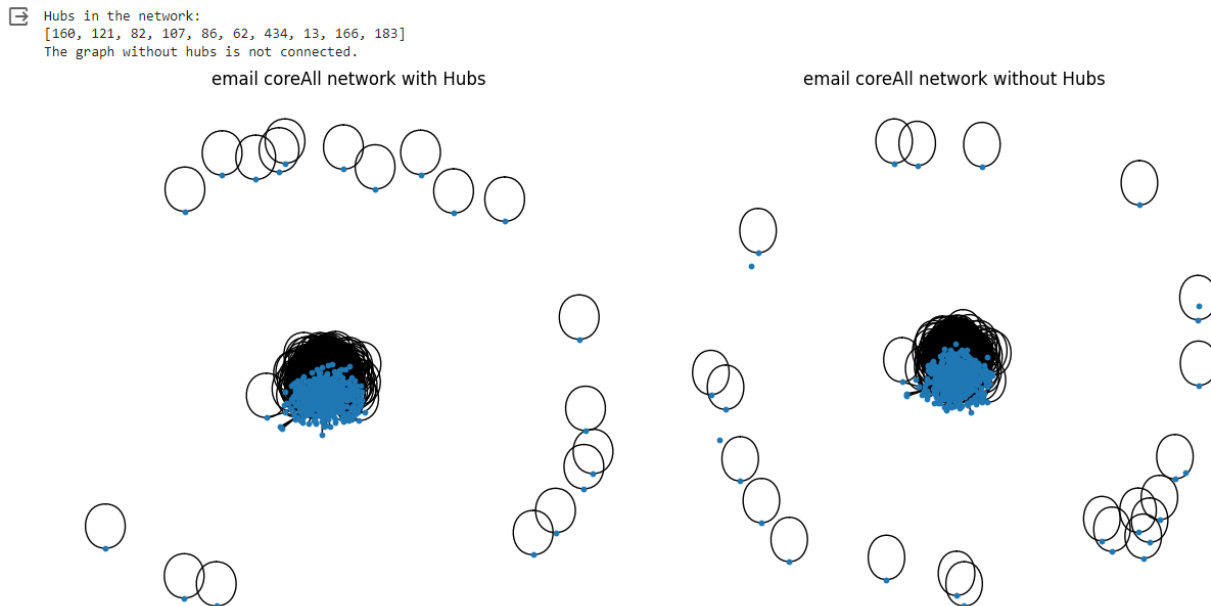 Hubs in the network:
[160, 121, 82, 107, 86, 62, 434, 13, 166, 183]
The graph without hubs is not connected.
email coreAll network with Hubs
email coreAll network without Hubs